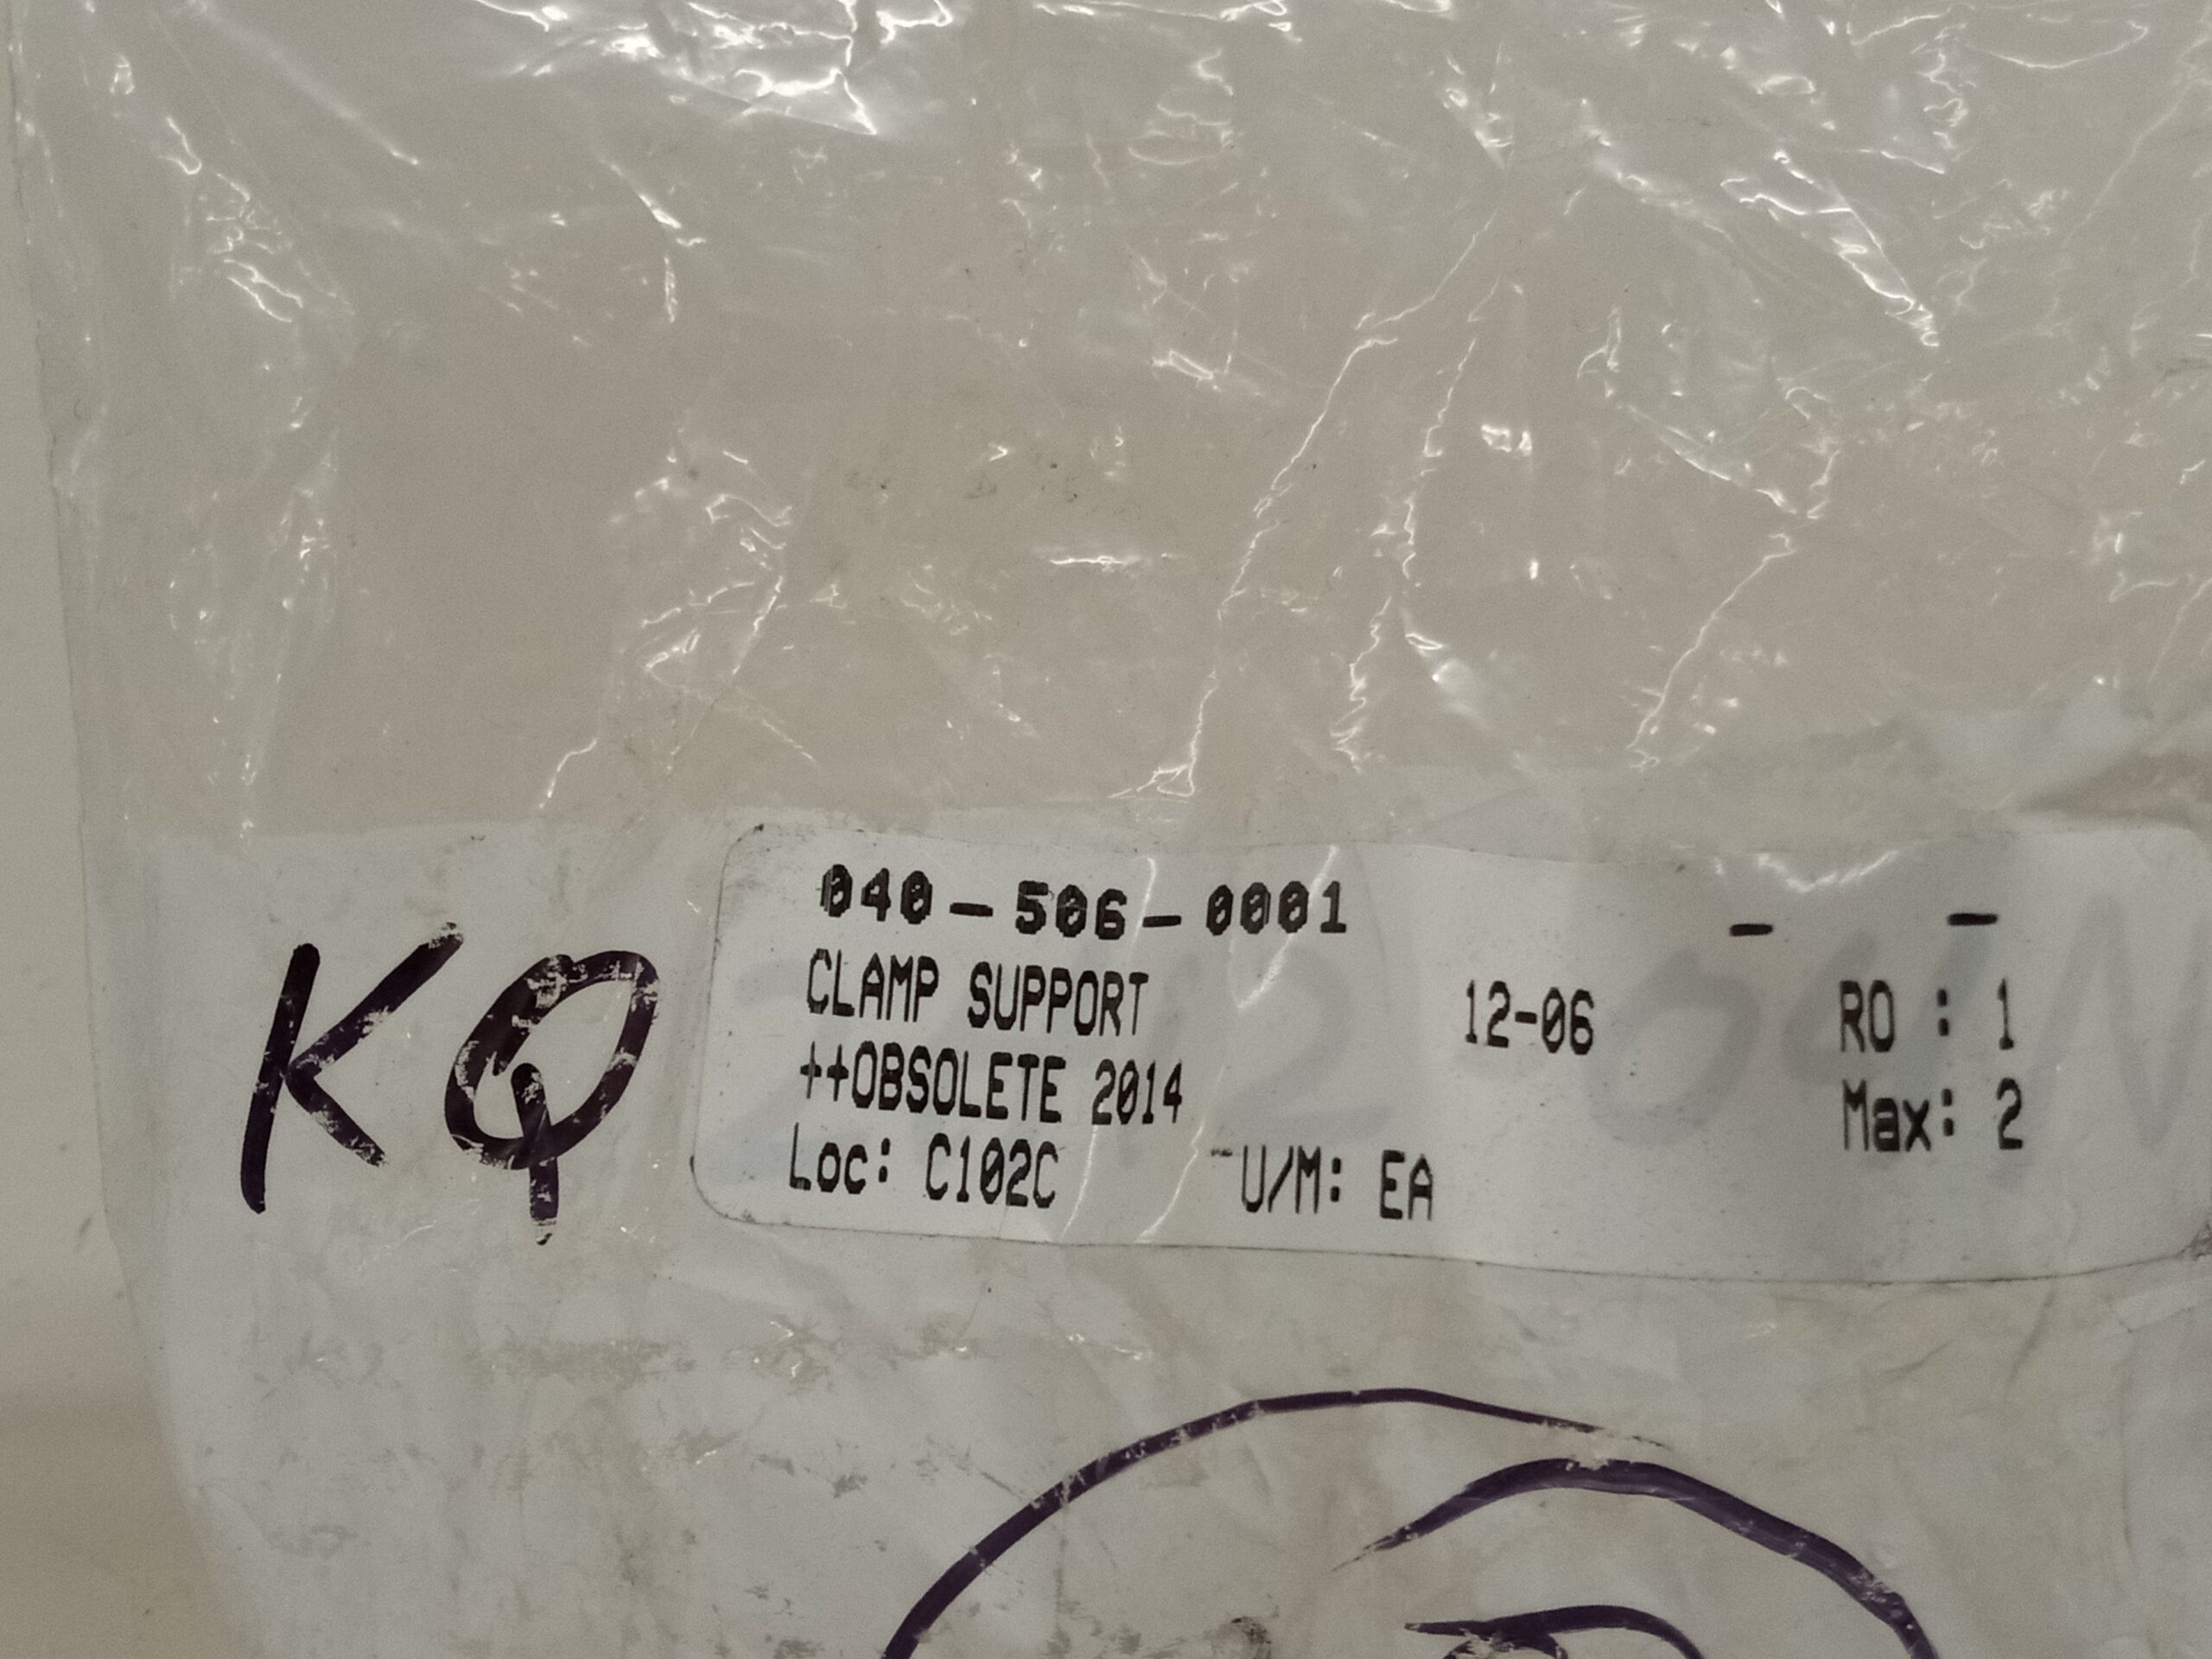 040-506-0001 - -
KQ
CLAMP SUPPORT 12-06 RO : 1
++OBSOLETE 2014 Max: 2
Loc: C102C U/M: EA